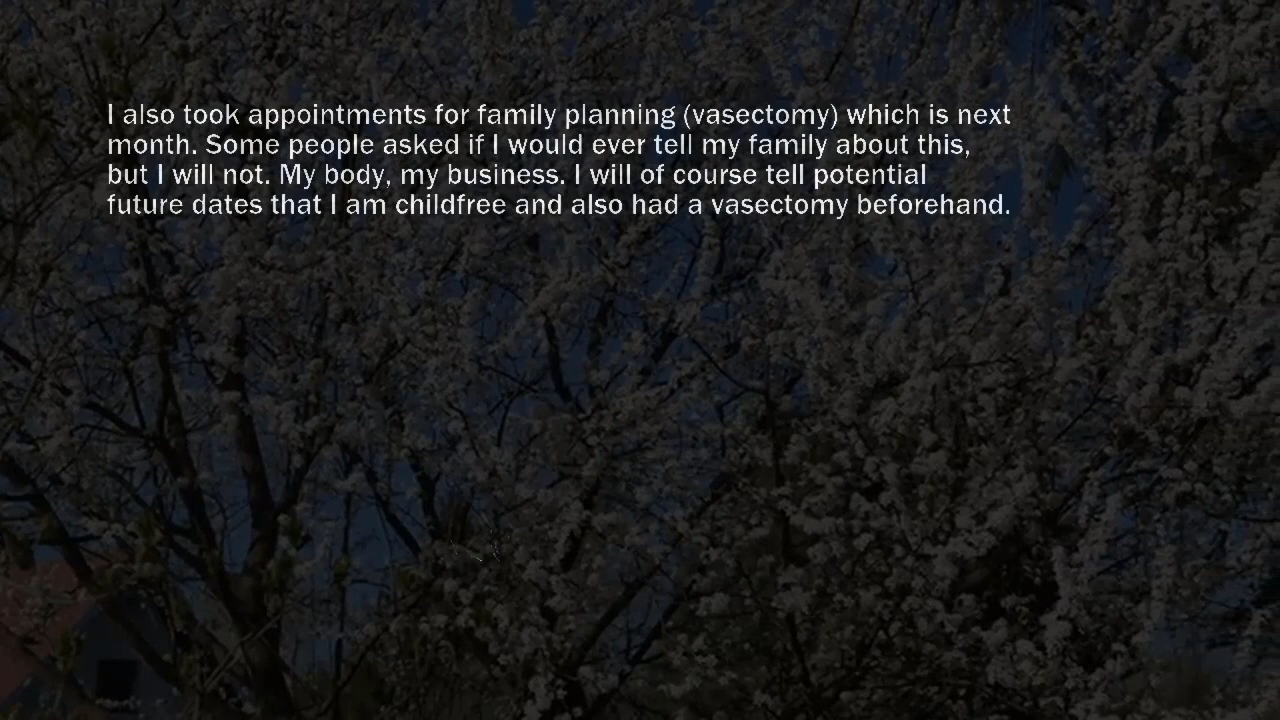 I also took appointments for family planning (vasectomy) which is next
month. Some people asked if I would ever tell my family about this,
but I will not. My body, my business. I will of course tell potential
future dates that I am childfree and also had a vasectomy beforehand.